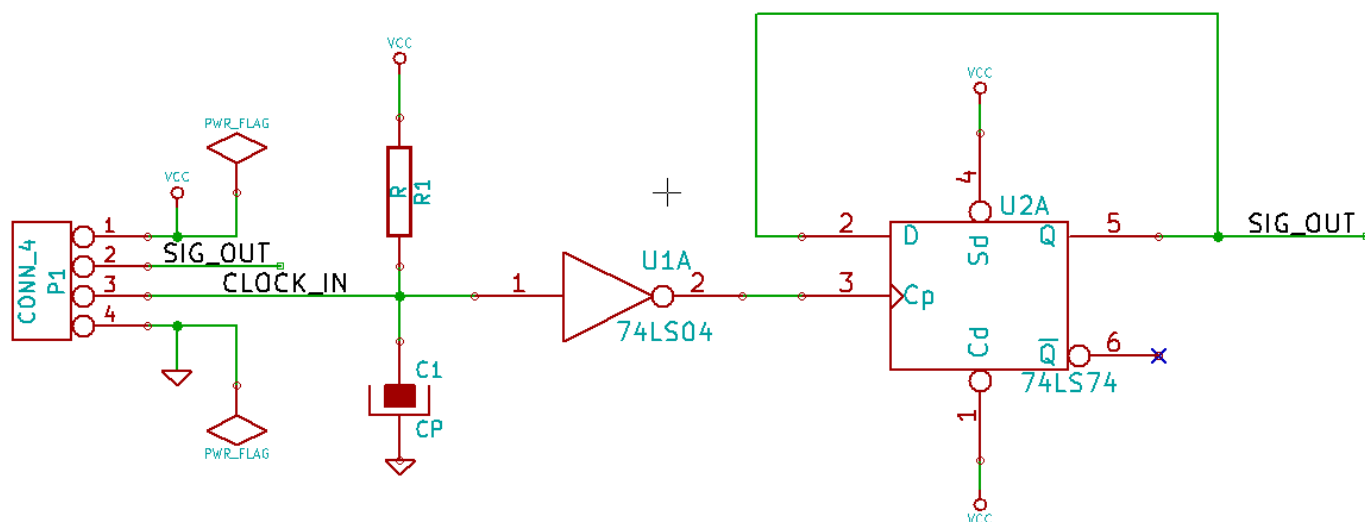 VCC
PWR_FLAG
VCC
CONN_4
P1
1
2
3
4
SIG_OUT
CLOCK_IN
PWR_FLAG
R
R1
C1
CP
1
U1A
2
74LS04
VCC
4
U2A
2
D
Sd
Q
5
SIG_OUT
3
Cp
Cd
Q
6
74LS74
1
VCC